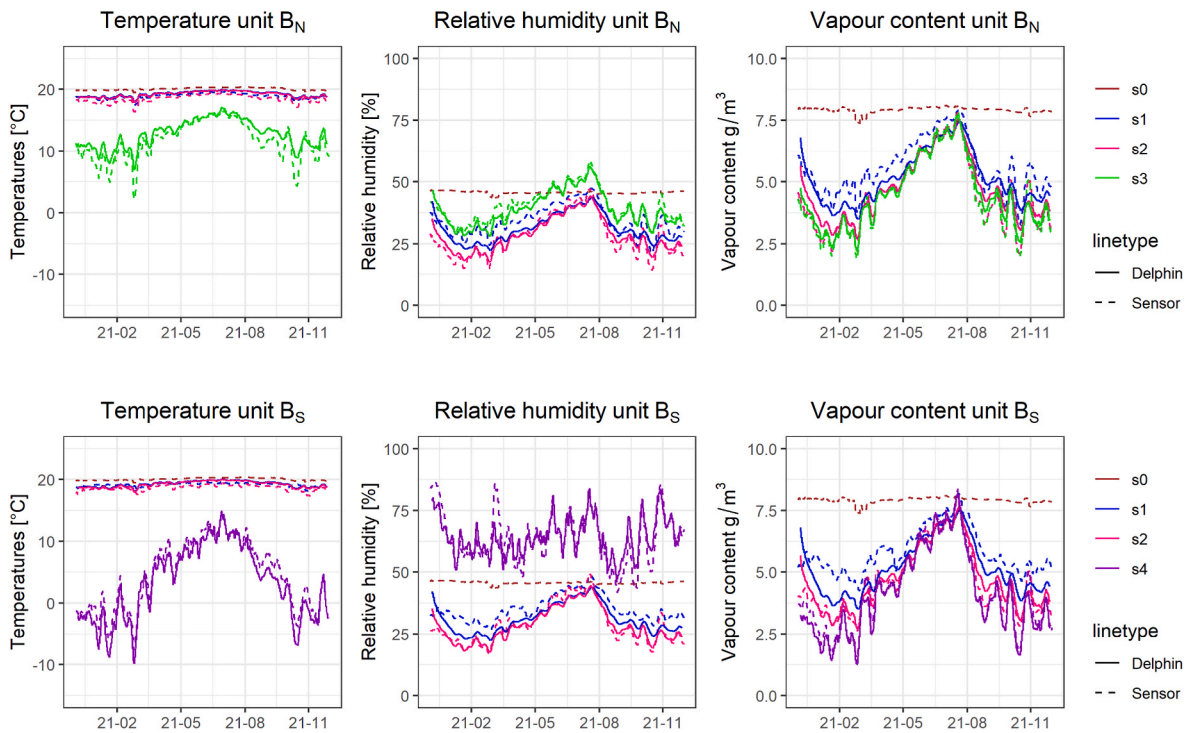 Temperature unit B_N
Relative humidity unit B_N
Vapour content unit B_N
Temperatures [°C]
20
10
0
-10
21-02
21-05
21-08
21-11
Relative humidity [%]
100
75
50
25
0
21-02
21-05
21-08
21-11
Vapour content g/m³
10.0
7.5
5.0
2.5
0.0
21-02
21-05
21-08
21-11
s0
s1
s2
s3
linetype
Delphin
Sensor
Temperature unit B_S
Relative humidity unit B_S
Vapour content unit B_S
Temperatures [°C]
20
10
0
-10
21-02
21-05
21-08
21-11
Relative humidity [%]
100
75
50
25
0
21-02
21-05
21-08
21-11
Vapour content g/m³
10.0
7.5
5.0
2.5
0.0
21-02
21-05
21-08
21-11
s0
s1
s2
s4
linetype
Delphin
Sensor